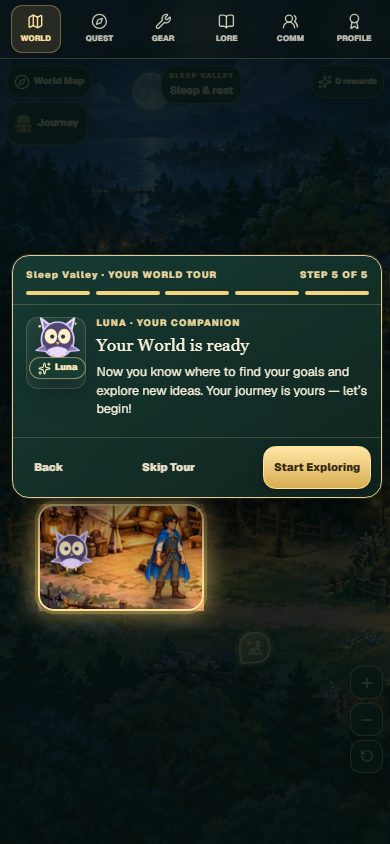 WORLD
QUEST
GEAR
LORE
COMM
PROFILE
World Map
SLEEP VALLEY
Sleep & rest
0 rewards
Journey
Sleep Valley · YOUR WORLD TOUR
STEP 5 OF 5
LUNA · YOUR COMPANION
Your World is ready
Luna
Now you know where to find your goals and
explore new ideas. Your journey is yours — let's
begin!
Back
Skip Tour
Start Exploring